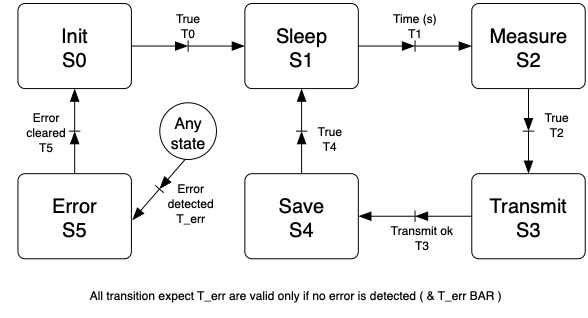 Init
S0
True
T0
Sleep
S1
Time (s)
T1
Measure
S2
Error
cleared
T5
Any
state
True
T4
True
T2
Error
S5
Error
detected
T_err
Save
S4
Transmit ok
T3
Transmit
S3
All transition expect T_err are valid only if no error is detected ( & T_err BAR )